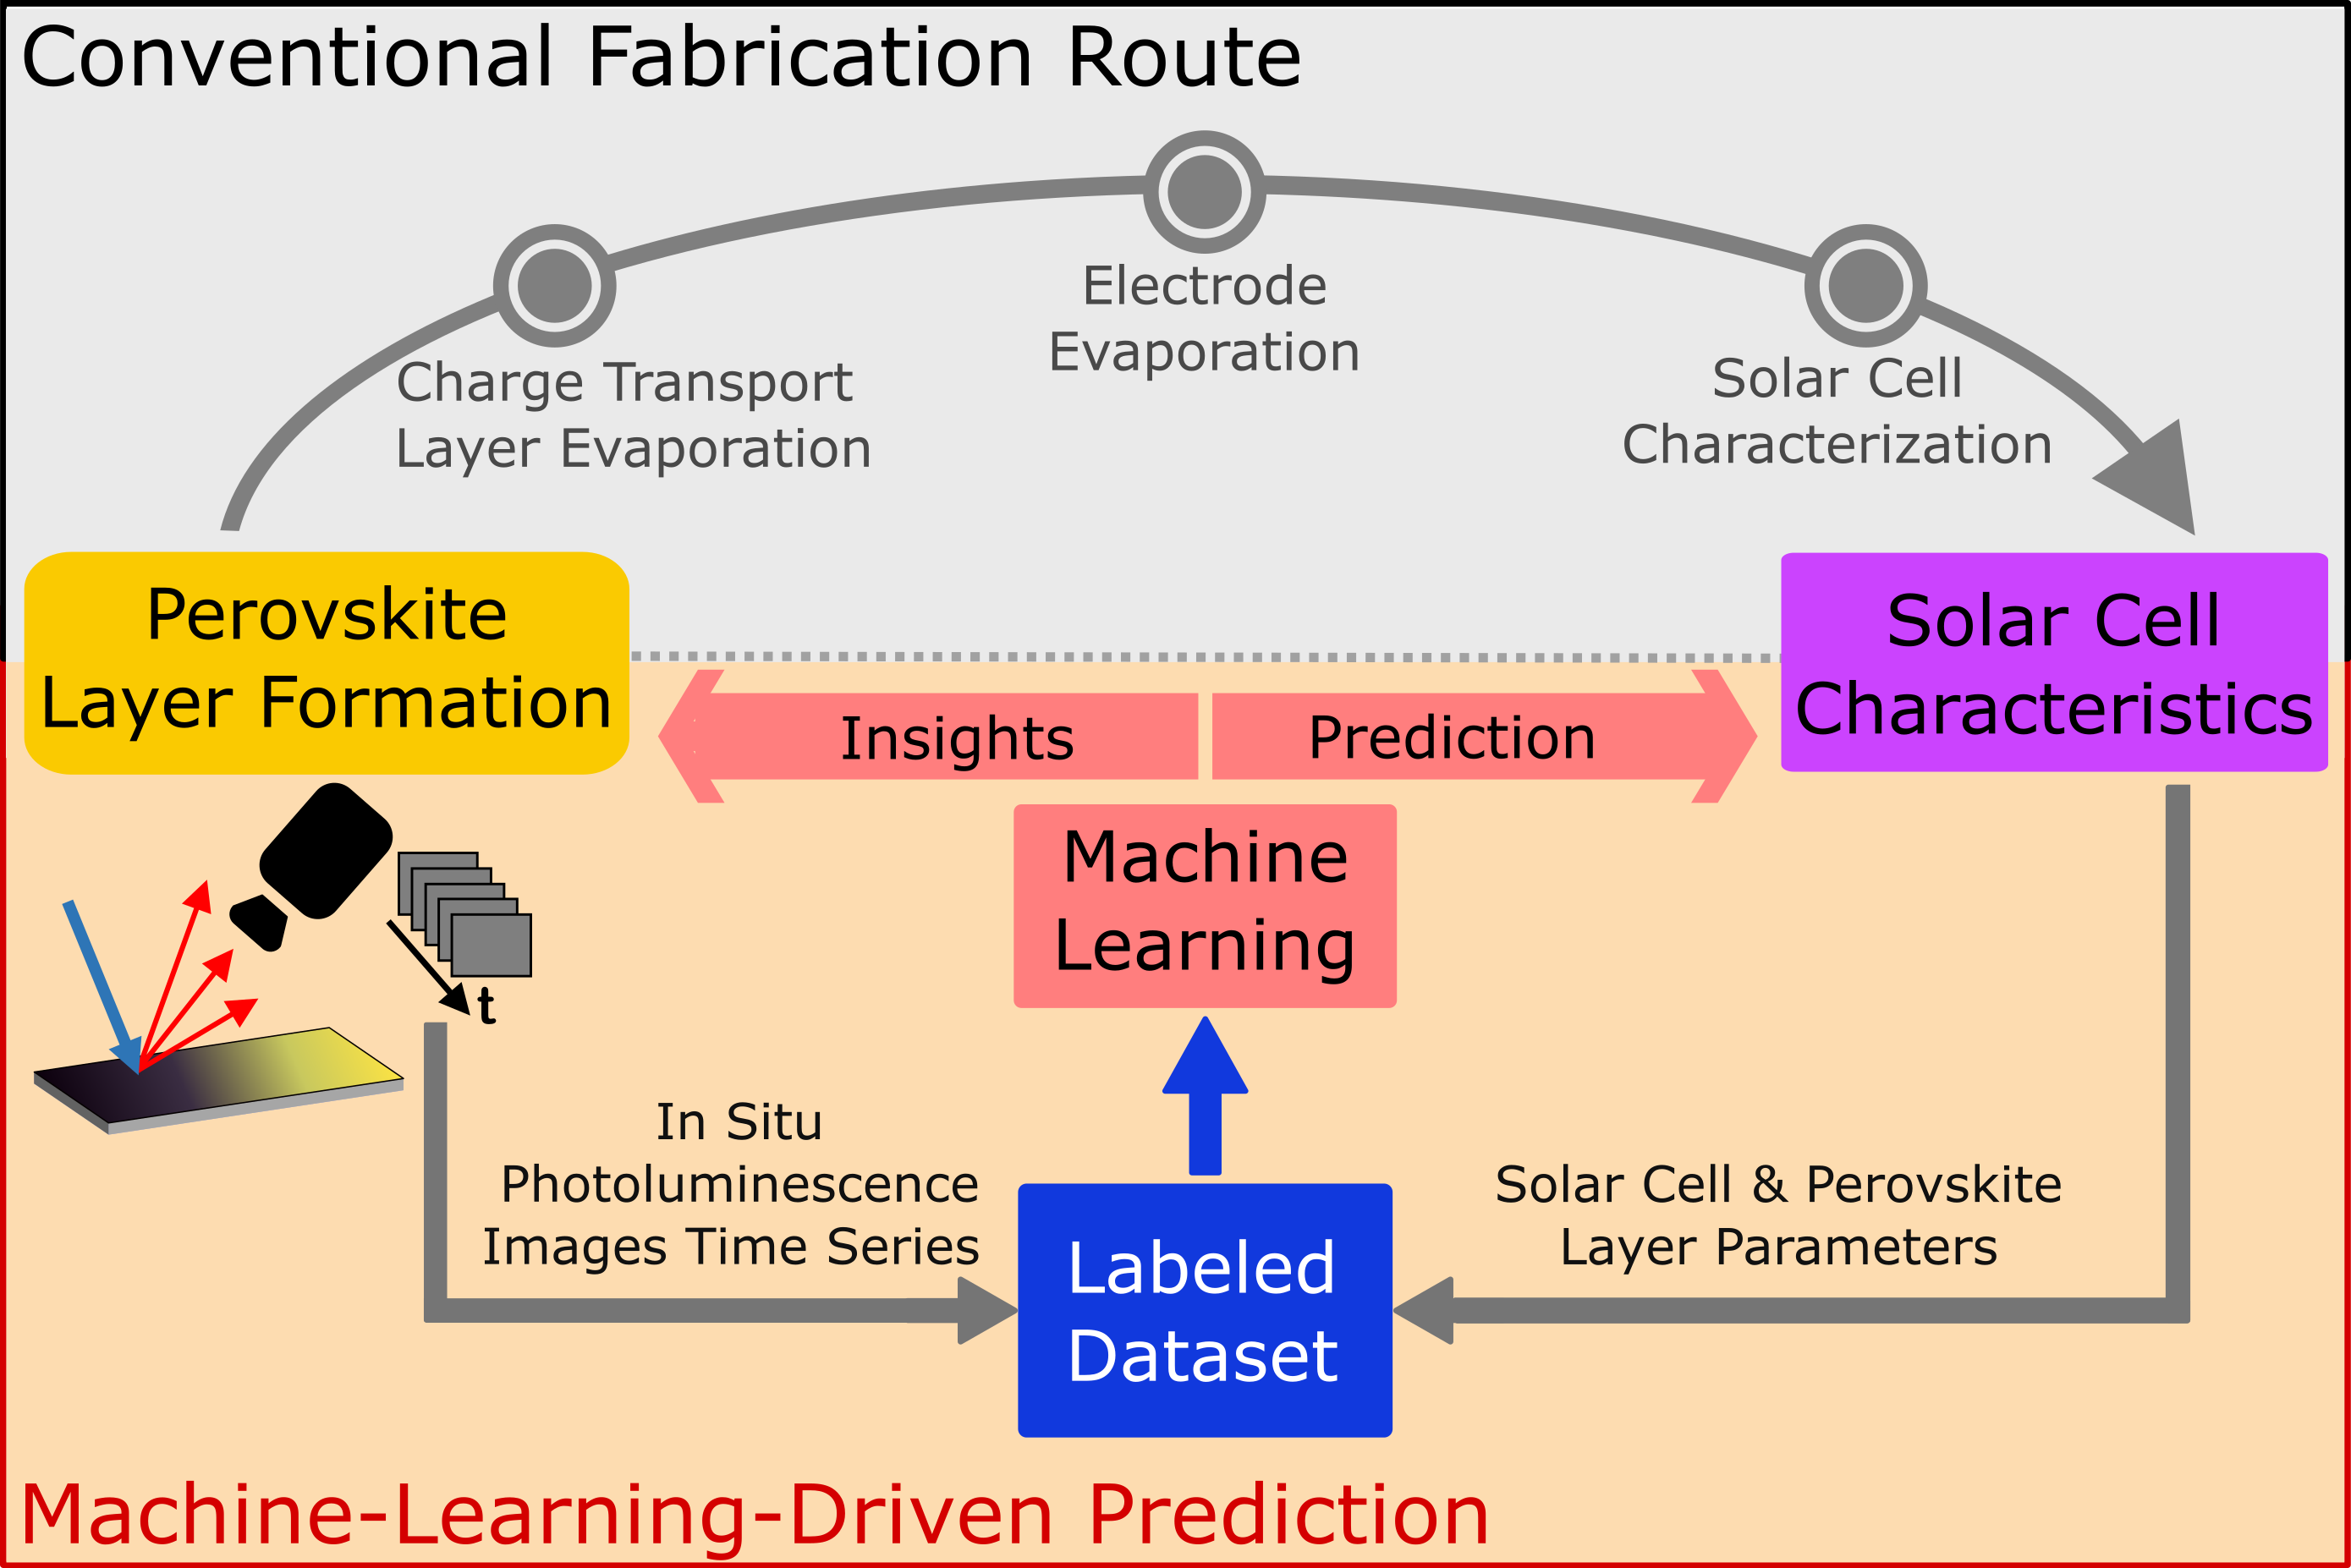 Conventional Fabrication Route
Electrode
Evaporation
Charge Transport
Layer Evaporation
Solar Cell
Characterization
Perovskite
Layer Formation
Solar Cell
Characteristics
Insights
Prediction
Machine
Learning
t
In Situ
Photoluminescence
Images Time Series
Solar Cell & Perovskite
Layer Parameters
Labeled
Dataset
Machine-Learning-Driven Prediction